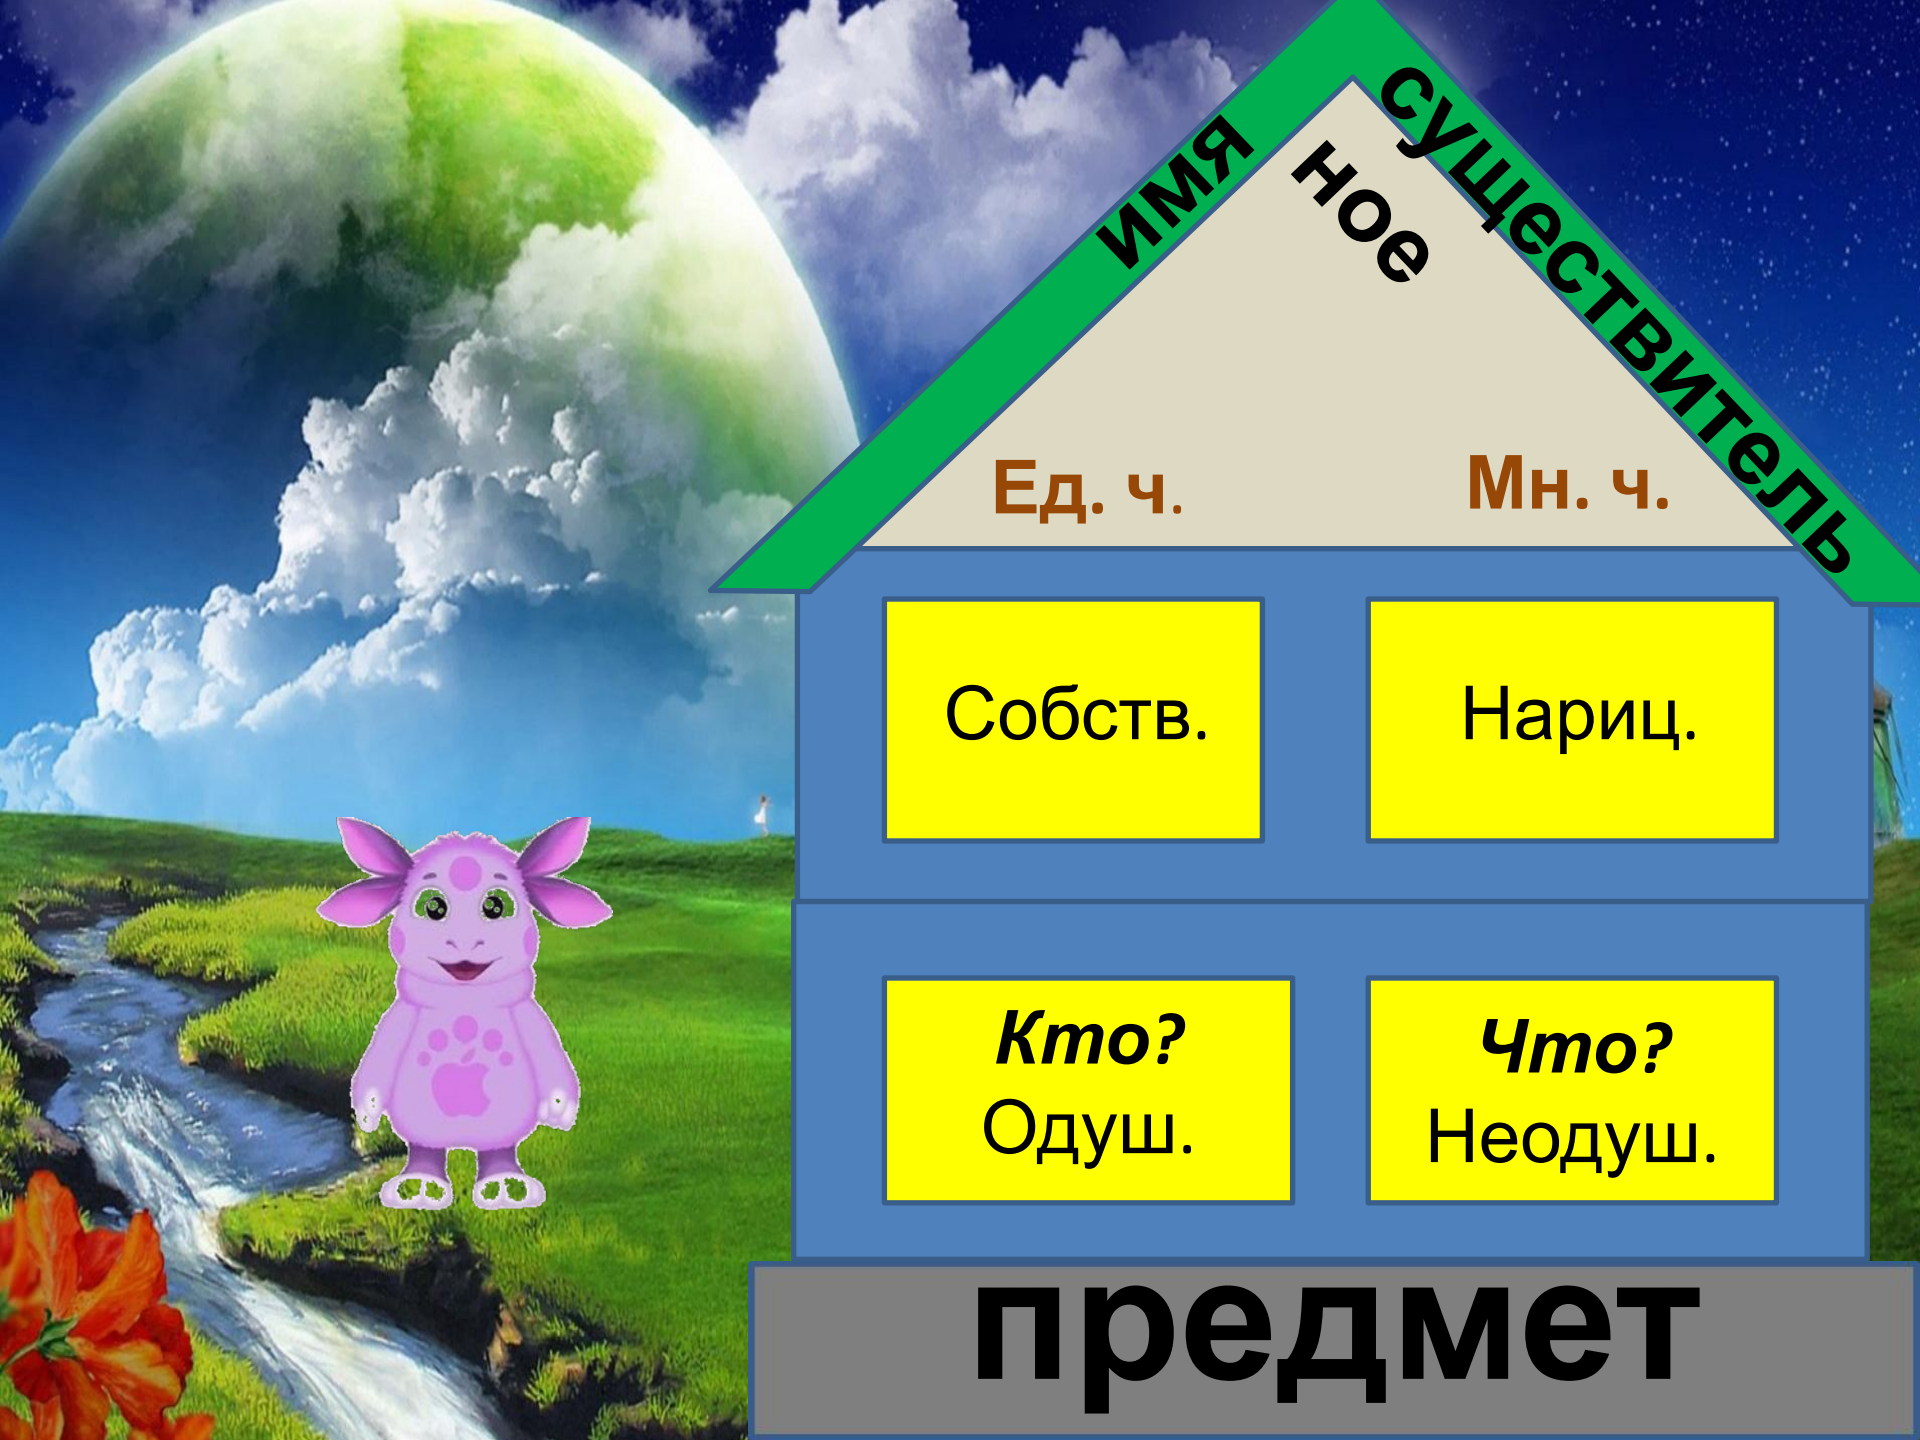 имя
существитель
ное
Ед. ч.
Мн. ч.
Собств.
Нариц.
Кто?
Одуш.
Что?
Неодуш.
предмет